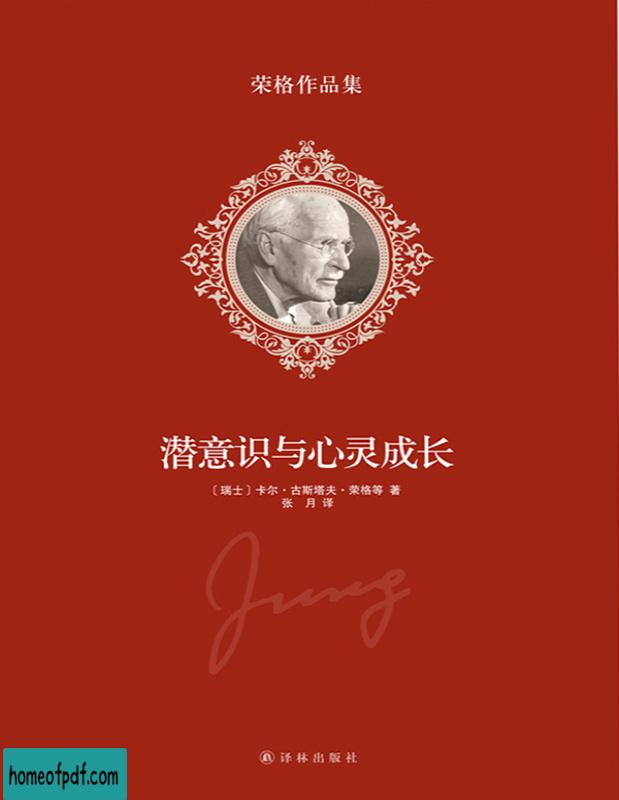 荣格作品集
潜意识与心灵成长
〔瑞士〕卡尔·古斯塔夫·荣格等 著
张 月 译
Jung
译林出版社
homeofpdf.com